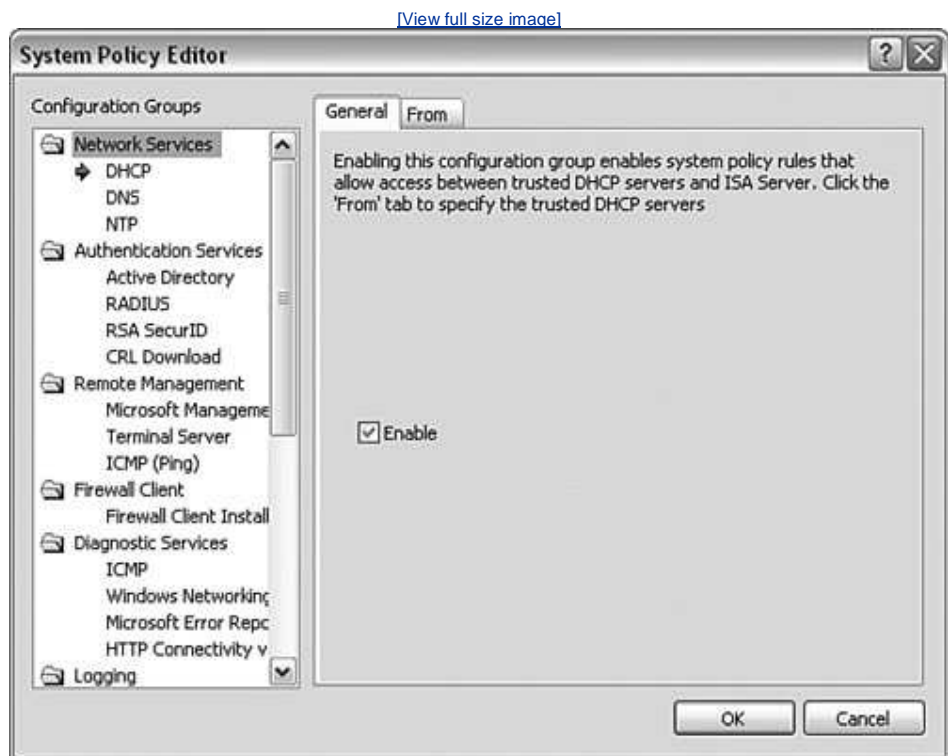 [View full size image]
System Policy Editor
Configuration Groups
Network Services
DHCP
DNS
NTP
Authentication Services
Active Directory
RADIUS
RSA SecurID
CRL Download
Remote Management
Microsoft Manageme
Terminal Server
ICMP (Ping)
Firewall Client
Firewall Client Install
Diagnostic Services
ICMP
Windows Networking
Microsoft Error Repo
HTTP Connectivity v
Logging
General
From
Enabling this configuration group enables system policy rules that
allow access between trusted DHCP servers and ISA Server. Click the
'From' tab to specify the trusted DHCP servers
Enable
OK
Cancel